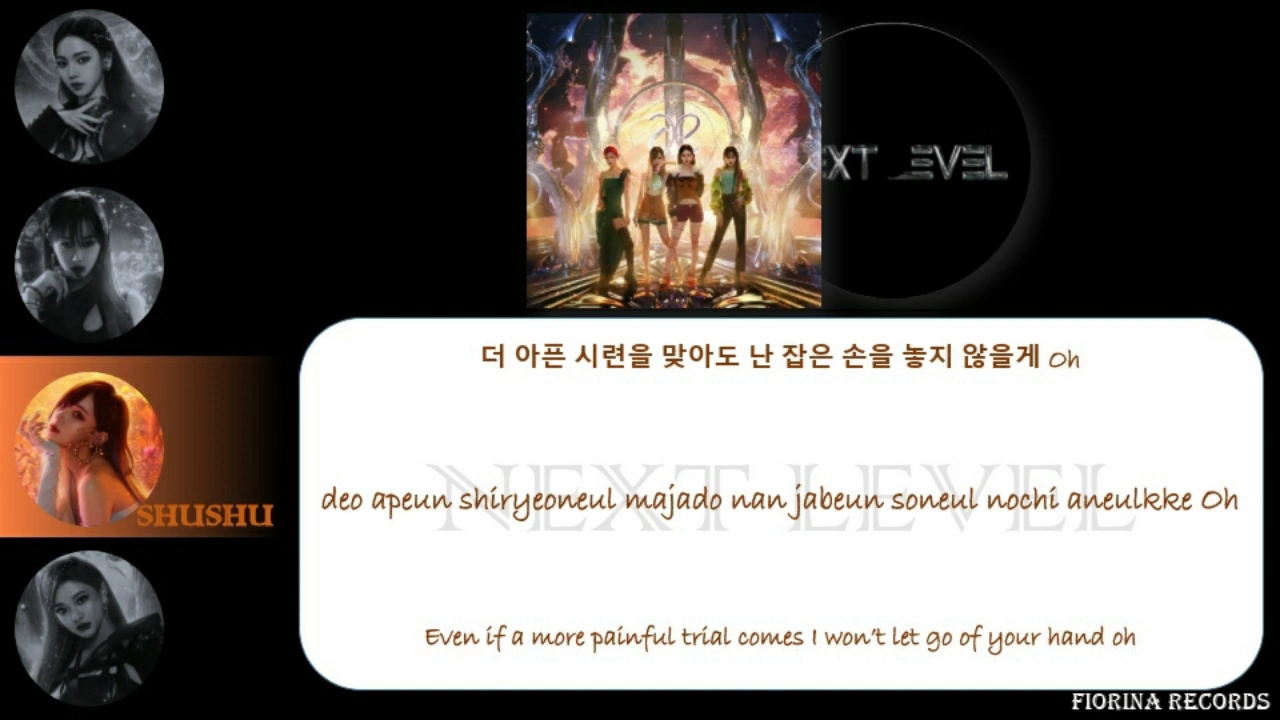 EXT LEVEL
더 아픈 시련을 맞아도 난 잡은 손을 놓지 않을게 Oh
NEXT LEVEL
deo apeun shiryeoneul majado nan jabeun soneul nochi aneulkke Oh
SHUSHU
Even if a more painful trial comes I won't let go of your hand oh
FIORINA RECORDS